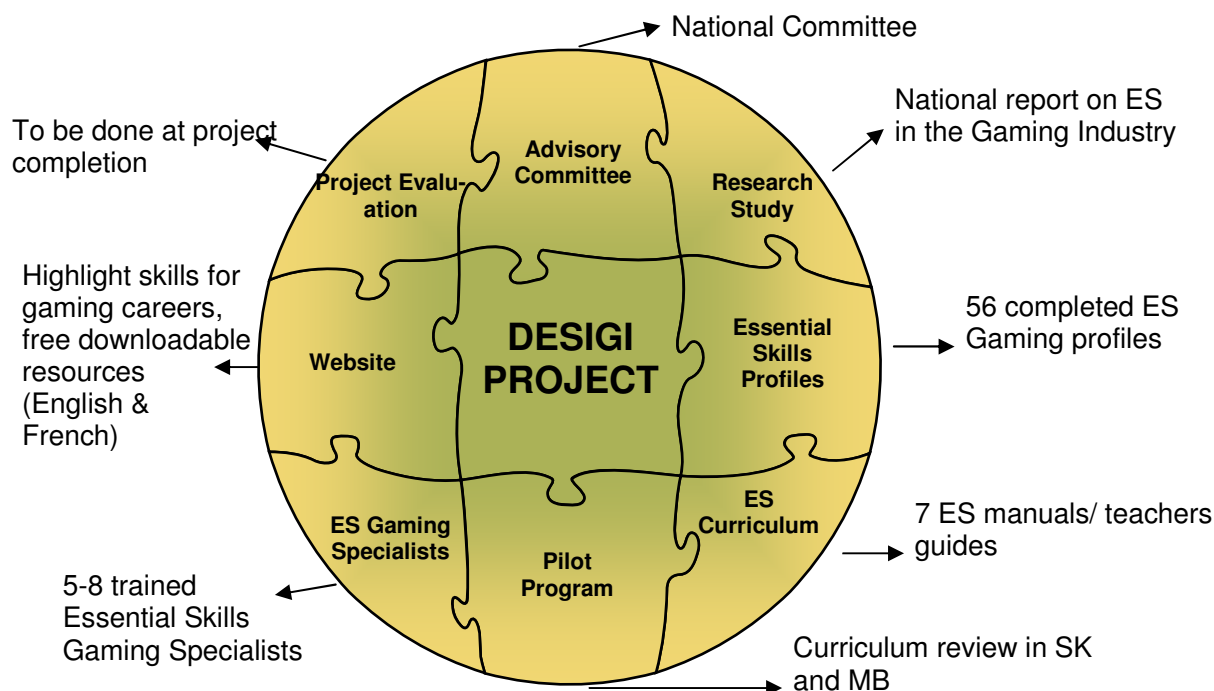 National Committee
National report on ES
in the Gaming Industry
To be done at project
completion
Advisory
Committee
Project Evalu-
ation
Research
Study
Highlight skills for
gaming careers,
free downloadable
resources
(English &
French)
Website
DESIGI
PROJECT
Essential
Skills
Profiles
56 completed ES
Gaming profiles
ES Gaming
Specialists
Pilot
Program
ES
Curriculum
7 ES manuals/ teachers
guides
5-8 trained
Essential Skills
Gaming Specialists
Curriculum review in SK
and MB